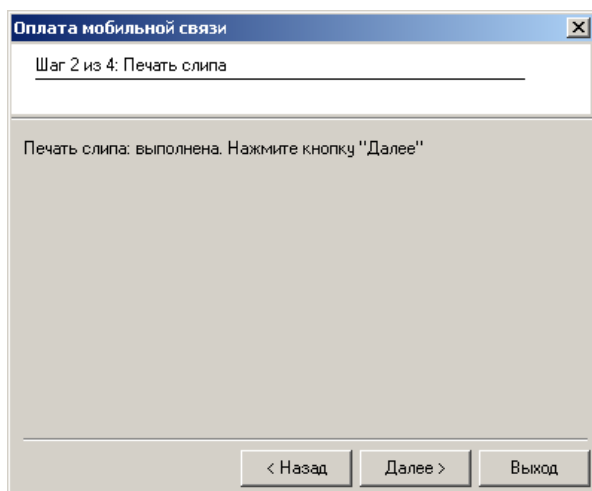 Оплата мобильной связи
Шаг 2 из 4: Печать слипа
Печать слипа: выполнена. Нажмите кнопку "Далее"
< Назад
Далее >
Выход